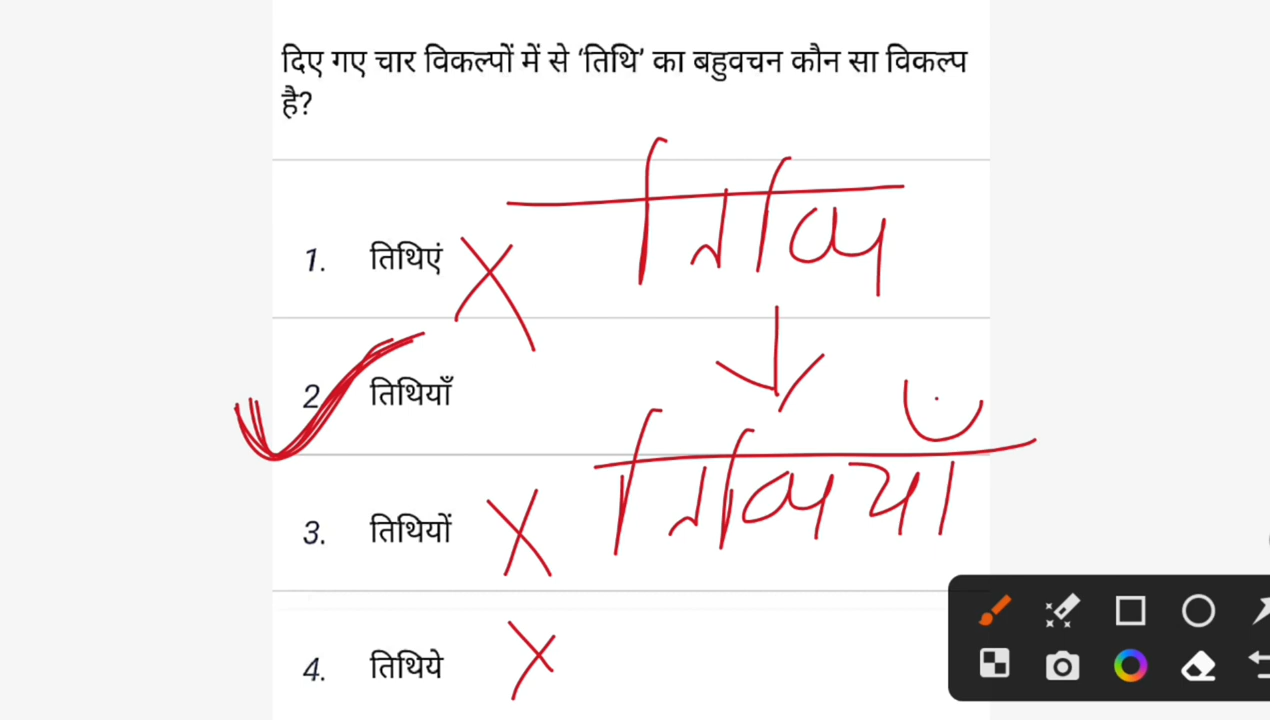 दिए गए चार विकल्पों में से 'तिथि' का बहुवचन कौन सा विकल्प
है?
तिथि
1. तिथिएं
2 तिथियाँ
तिथियाँ
3. तिथियों
4. तिथिये